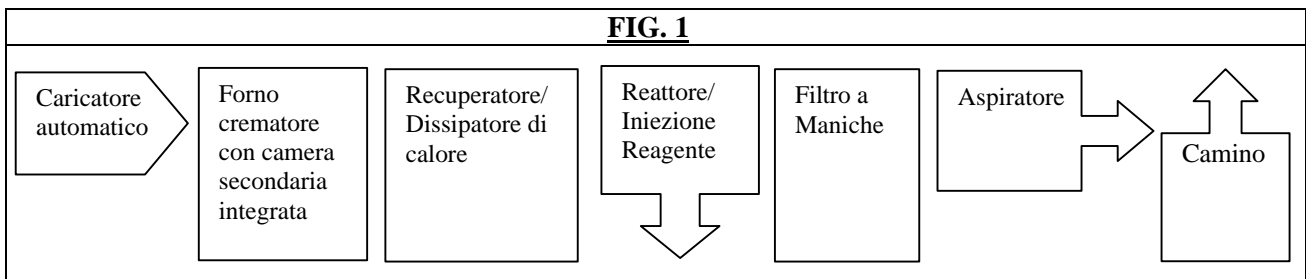 FIG. 1
Caricatore
automatico
Forno
crematore
con camera
secondaria
integrata
Recuperatore/
Dissipatore di
calore
Reattore/
Iniezione
Reagente
Filtro a
Maniche
Aspiratore
Camino